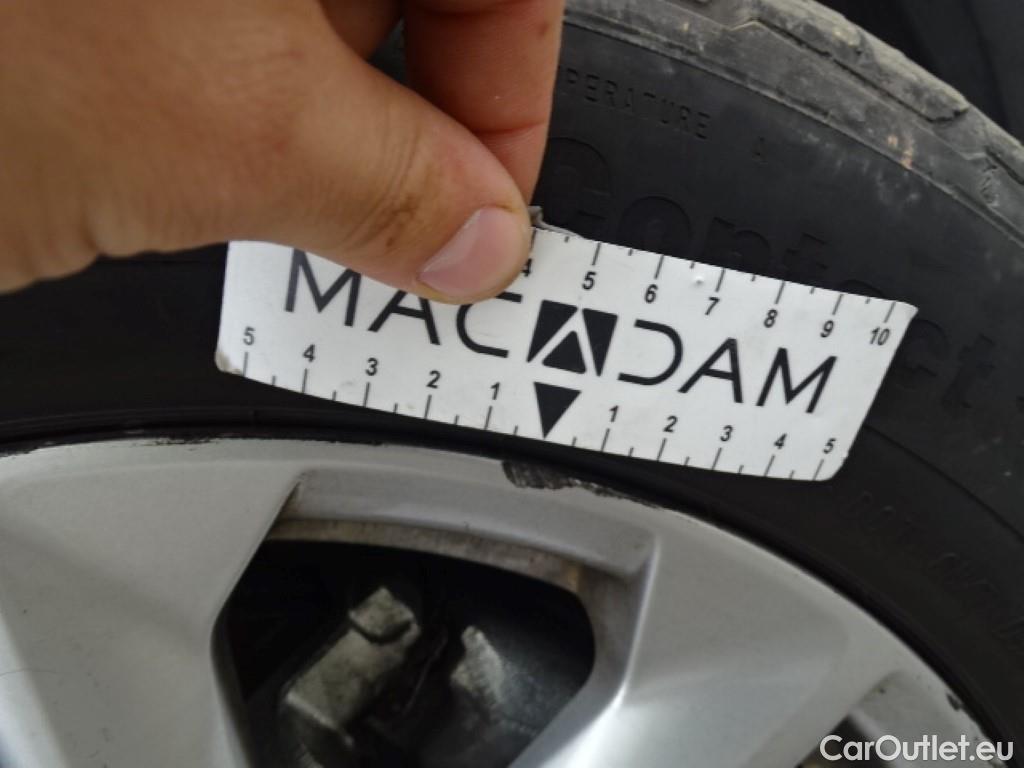 PERATURE A
Contact
4 5 6 7 8 9 10
MACADAM
5 4 3 2 1 1 2 3 4 5
CarOutlet.eu